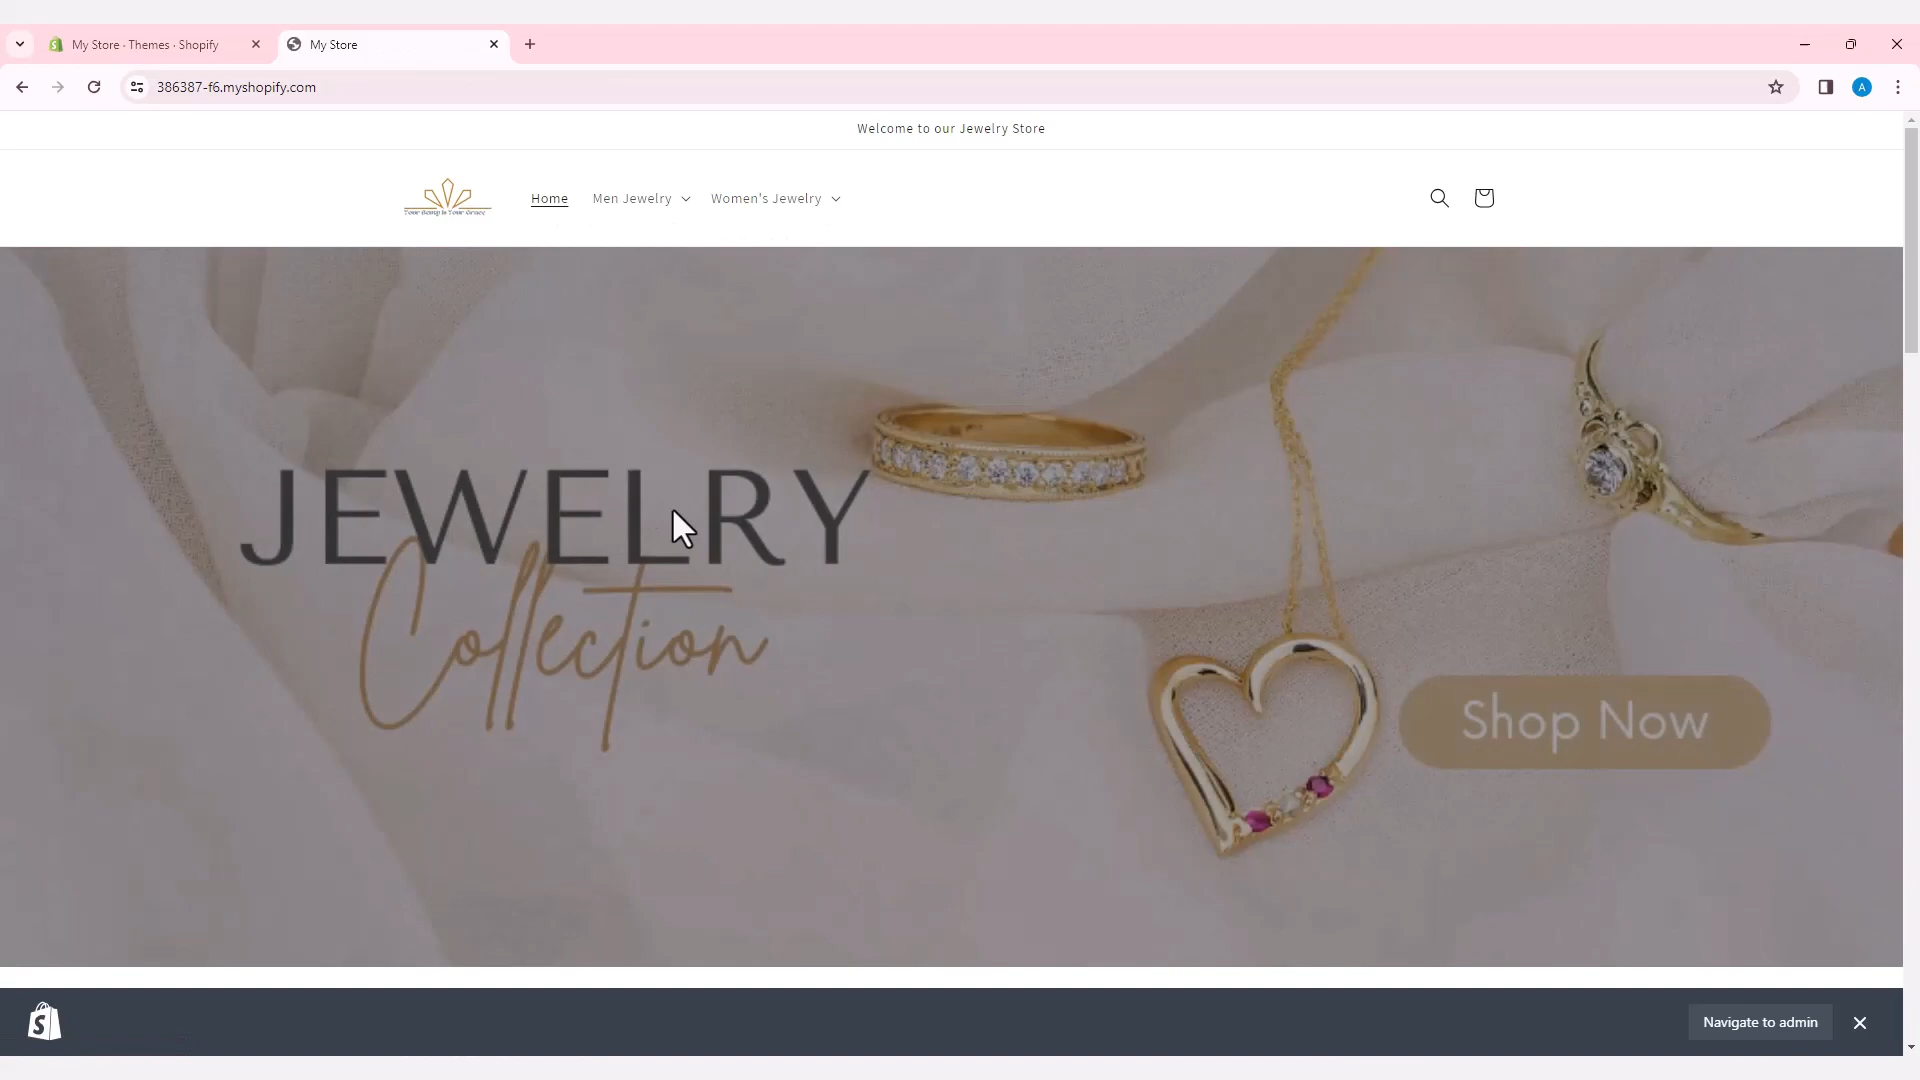 My Store · Themes · Shopify
My Store
386387-f6.myshopify.com
A
Welcome to our Jewelry Store
Home
Men Jewelry
Women's Jewelry
JEWELRY
Collection
Shop Now
Navigate to admin